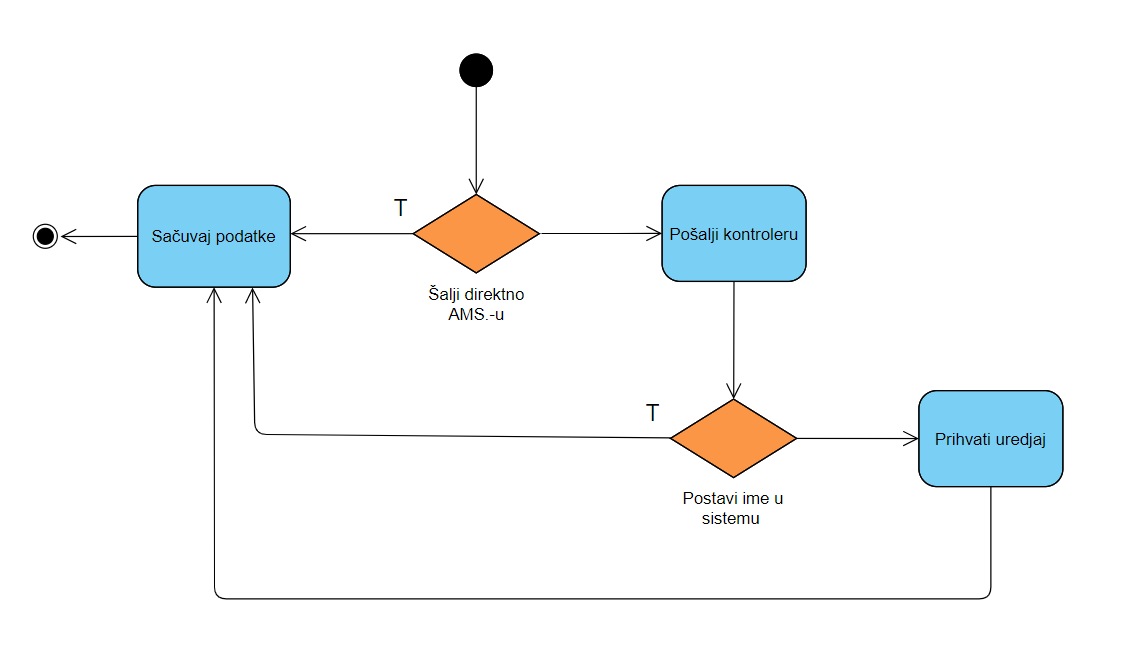 T
Sačuvaj podatke
Pošalji kontroleru
Šalji direktno
AMS.-u
T
Prihvati uredjaj
Postavi ime u
sistemu